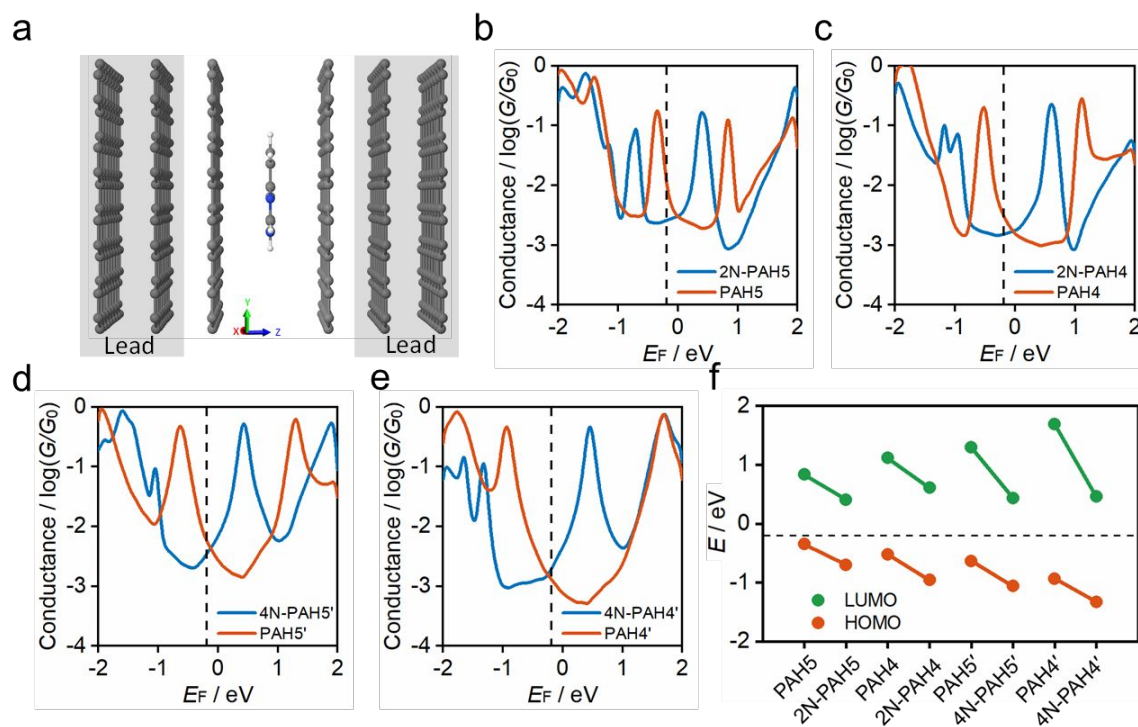 a
Lead
Lead
Y
X
Z
b
Conductance / log(G/G₀)
0
-1
-2
-3
-4
2N-PAH5
PAH5
-2
-1
0
1
2
EF / eV
c
Conductance / log(G/G₀)
0
-1
-2
-3
-4
2N-PAH4
PAH4
-2
-1
0
1
2
EF / eV
d
Conductance / log(G/G₀)
0
-1
-2
-3
-4
4N-PAH5'
PAH5'
-2
-1
0
1
2
EF / eV
e
Conductance / log(G/G₀)
0
-1
-2
-3
-4
4N-PAH4'
PAH4'
-2
-1
0
1
2
EF / eV
f
E / eV
2
1
0
-1
-2
LUMO
HOMO
PAH5
2N-PAH5
PAH4
2N-PAH4
PAH5'
4N-PAH5'
PAH4'
4N-PAH4'